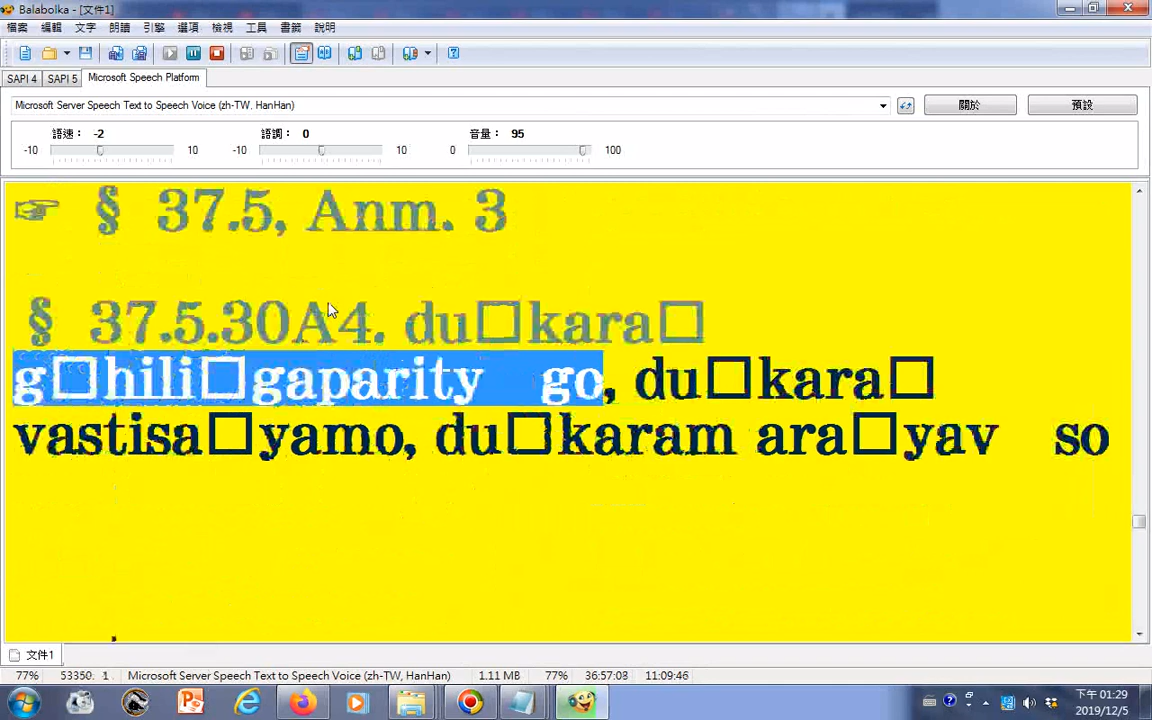 Balabolka - [文件1]
檔案 編輯 文字 朗讀 引擎 選項 檢視 工具 書籤 說明
SAPI 4 SAPI 5 Microsoft Speech Platform
Microsoft Server Speech Text to Speech Voice (zh-TW, HanHan) 關於 預設
語速： -2 語調： 0 音量： 95
-10 10 -10 10 0 100
☞ § 37.5, Anm. 3
§ 37.5.30A4. du□kara□
g□hili□gaparity go, du□kara□
vastisa□yamo, du□karam ara□yav so
文件1
77% 53350: 1 Microsoft Server Speech Text to Speech Voice (zh-TW, HanHan) 1.11 MB 77% 36:57:08 11:09:46
下午 01:29
2019/12/5